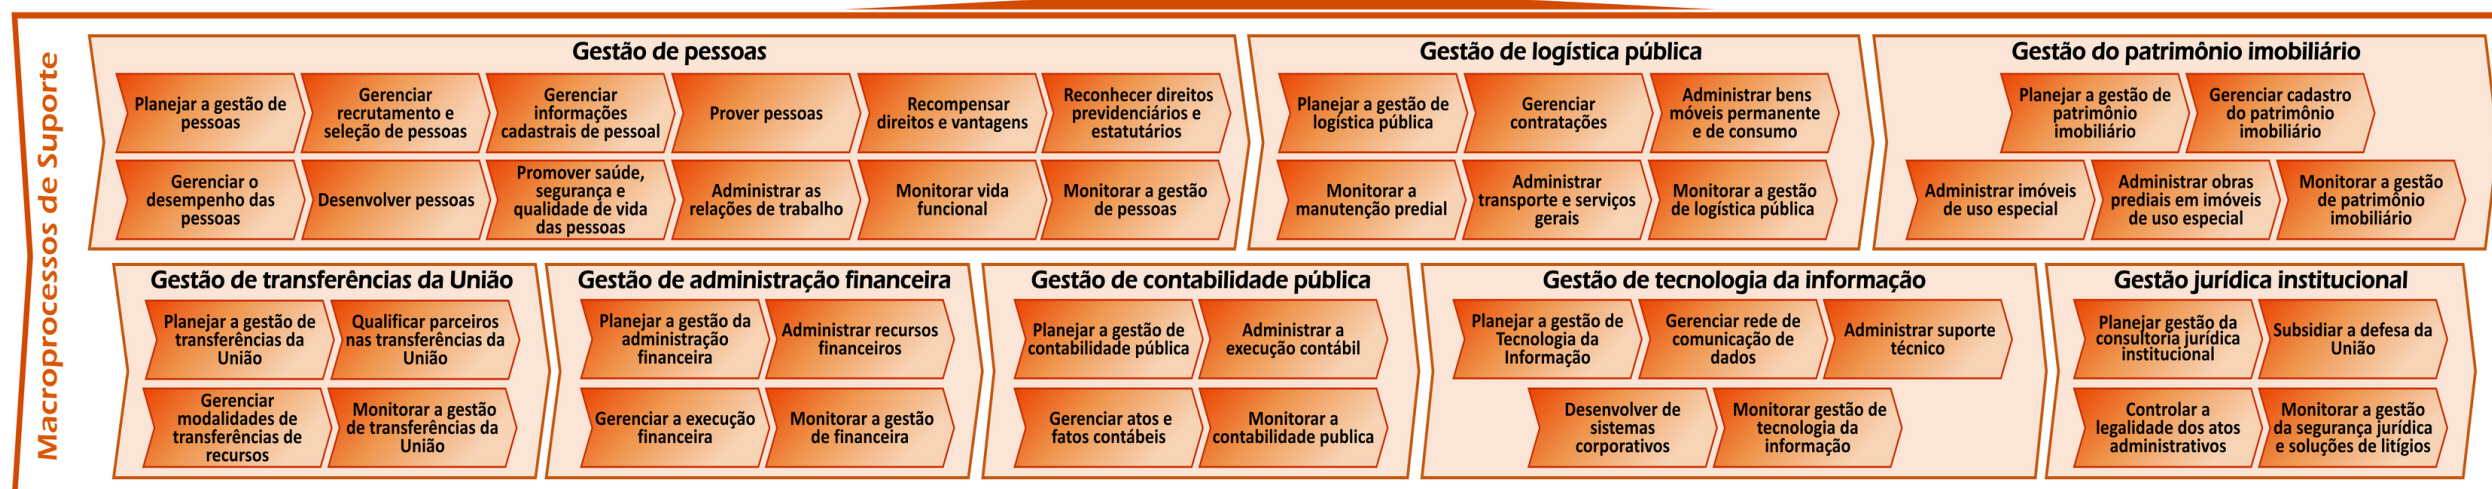 Macroprocessos de Suporte
Gestão de pessoas
Planejar a gestão de
pessoas
Gerenciar
recrutamento e
seleção de pessoas
Gerenciar
informações
cadastrais de pessoal
Prover pessoas
Recompensar
direitos e vantagens
Reconhecer direitos
previdenciários e
estatutários
Gerenciar o
desempenho das
pessoas
Desenvolver pessoas
Promover saúde,
segurança e
qualidade de vida
das pessoas
Administrar as
relações de trabalho
Monitorar vida
funcional
Monitorar a gestão
de pessoas
Gestão de logística pública
Planejar a gestão de
logística pública
Gerenciar
contratações
Administrar bens
móveis permanente
e de consumo
Monitorar a
manutenção predial
Administrar
transporte e serviços
gerais
Monitorar a gestão
de logística pública
Gestão do patrimônio imobiliário
Planejar a gestão de
patrimônio
imobiliário
Gerenciar cadastro
do patrimônio
imobiliário
Administrar imóveis
de uso especial
Administrar obras
prediais em imóveis
de uso especial
Monitorar a gestão
de patrimônio
imobiliário
Gestão de transferências da União
Planejar a gestão de
transferências da
União
Qualificar parceiros
nas transferências da
União
Gerenciar
modalidades de
transferências de
recursos
Monitorar a gestão
de transferências da
União
Gestão de administração financeira
Planejar a gestão da
administração
financeira
Administrar recursos
financeiros
Gerenciar a execução
financeira
Monitorar a gestão
de financeira
Gestão de contabilidade pública
Planejar a gestão de
contabilidade pública
Administrar a
execução contábil
Gerenciar atos e
fatos contábeis
Monitorar a
contabilidade publica
Gestão de tecnologia da informação
Planejar a gestão de
Tecnologia da
Informação
Gerenciar rede de
comunicação de
dados
Administrar suporte
técnico
Desenvolver de
sistemas
corporativos
Monitorar gestão de
tecnologia da
informação
Gestão jurídica institucional
Planejar gestão da
consultoria jurídica
institucional
Subsidiar a defesa da
União
Controlar a
legalidade dos atos
administrativos
Monitorar a gestão
da segurança jurídica
e soluções de litígios